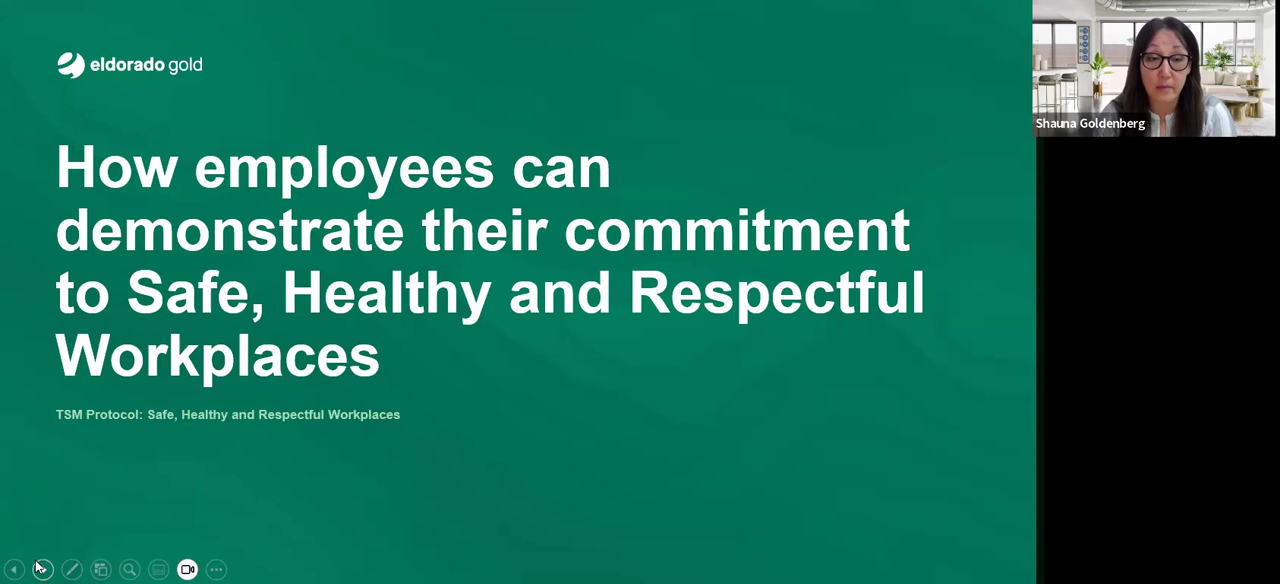 eldorado gold
How employees can
demonstrate their commitment
to Safe, Healthy and Respectful
Workplaces
TSM Protocol: Safe, Healthy and Respectful Workplaces
Shauna Goldenberg